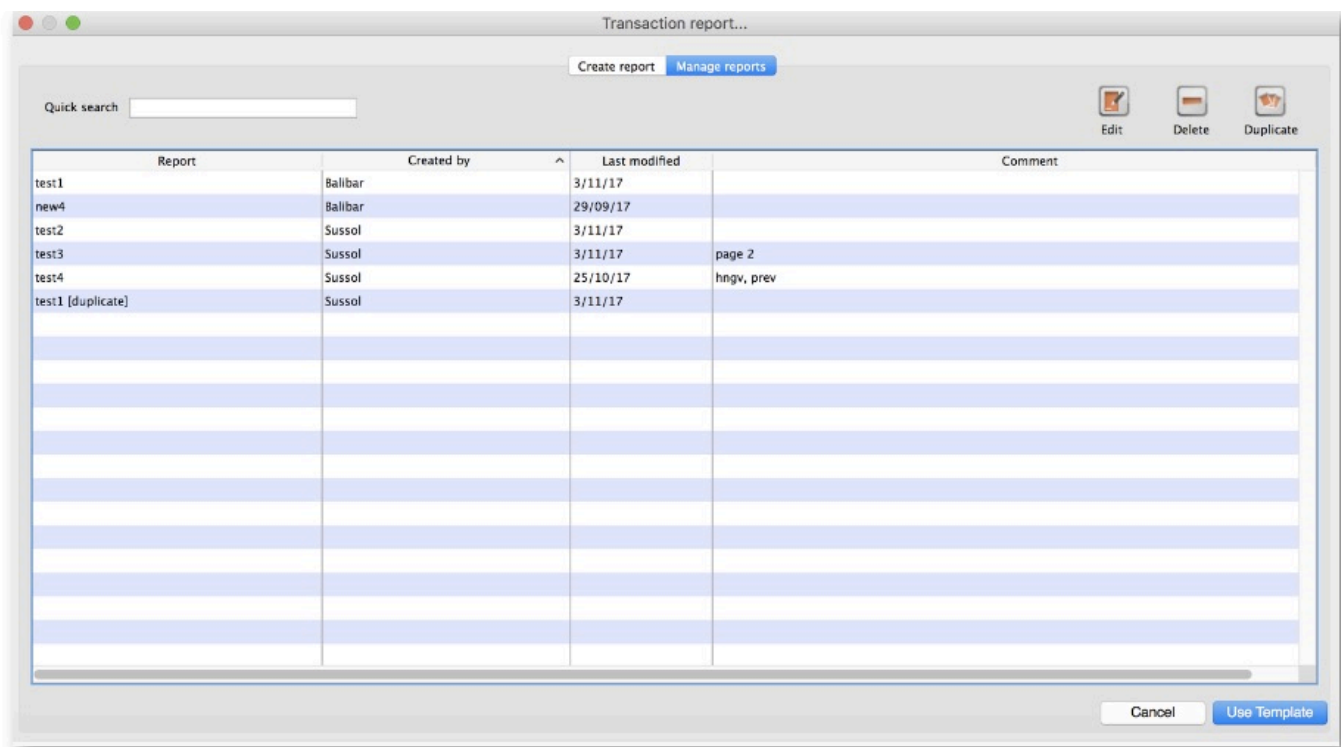 Transaction report...
Create report Manage reports
Quick search
Edit Delete Duplicate
Report Created by Last modified Comment
test1 Balibar 3/11/17
new4 Balibar 29/09/17
test2 Sussol 3/11/17
test3 Sussol 3/11/17 page 2
test4 Sussol 25/10/17 hngv, prev
test1 [duplicate] Sussol 3/11/17
Cancel Use Template